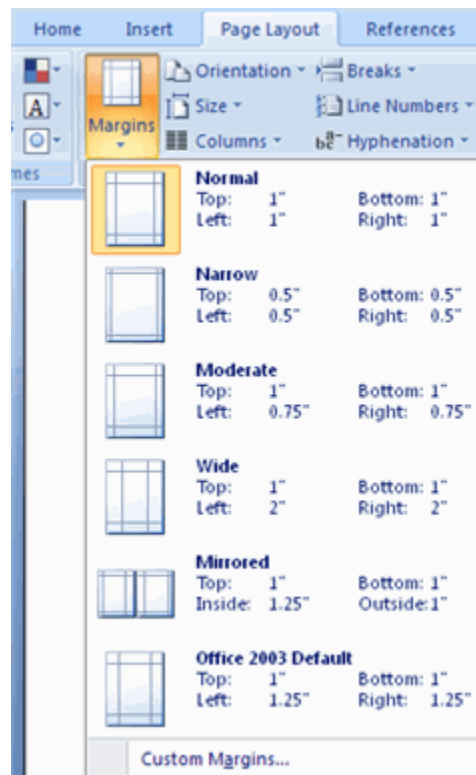 Home Insert Page Layout References
Orientation Breaks
A Size Line Numbers
Margins Columns Hyphenation
mes
Normal
Top: 1" Bottom: 1"
Left: 1" Right: 1"
Narrow
Top: 0.5" Bottom: 0.5"
Left: 0.5" Right: 0.5"
Moderate
Top: 1" Bottom: 1"
Left: 0.75" Right: 0.75"
Wide
Top: 1" Bottom: 1"
Left: 2" Right: 2"
Mirrored
Top: 1" Bottom: 1"
Inside: 1.25" Outside: 1"
Office 2003 Default
Top: 1" Bottom: 1"
Left: 1.25" Right: 1.25"
Custom Margins...